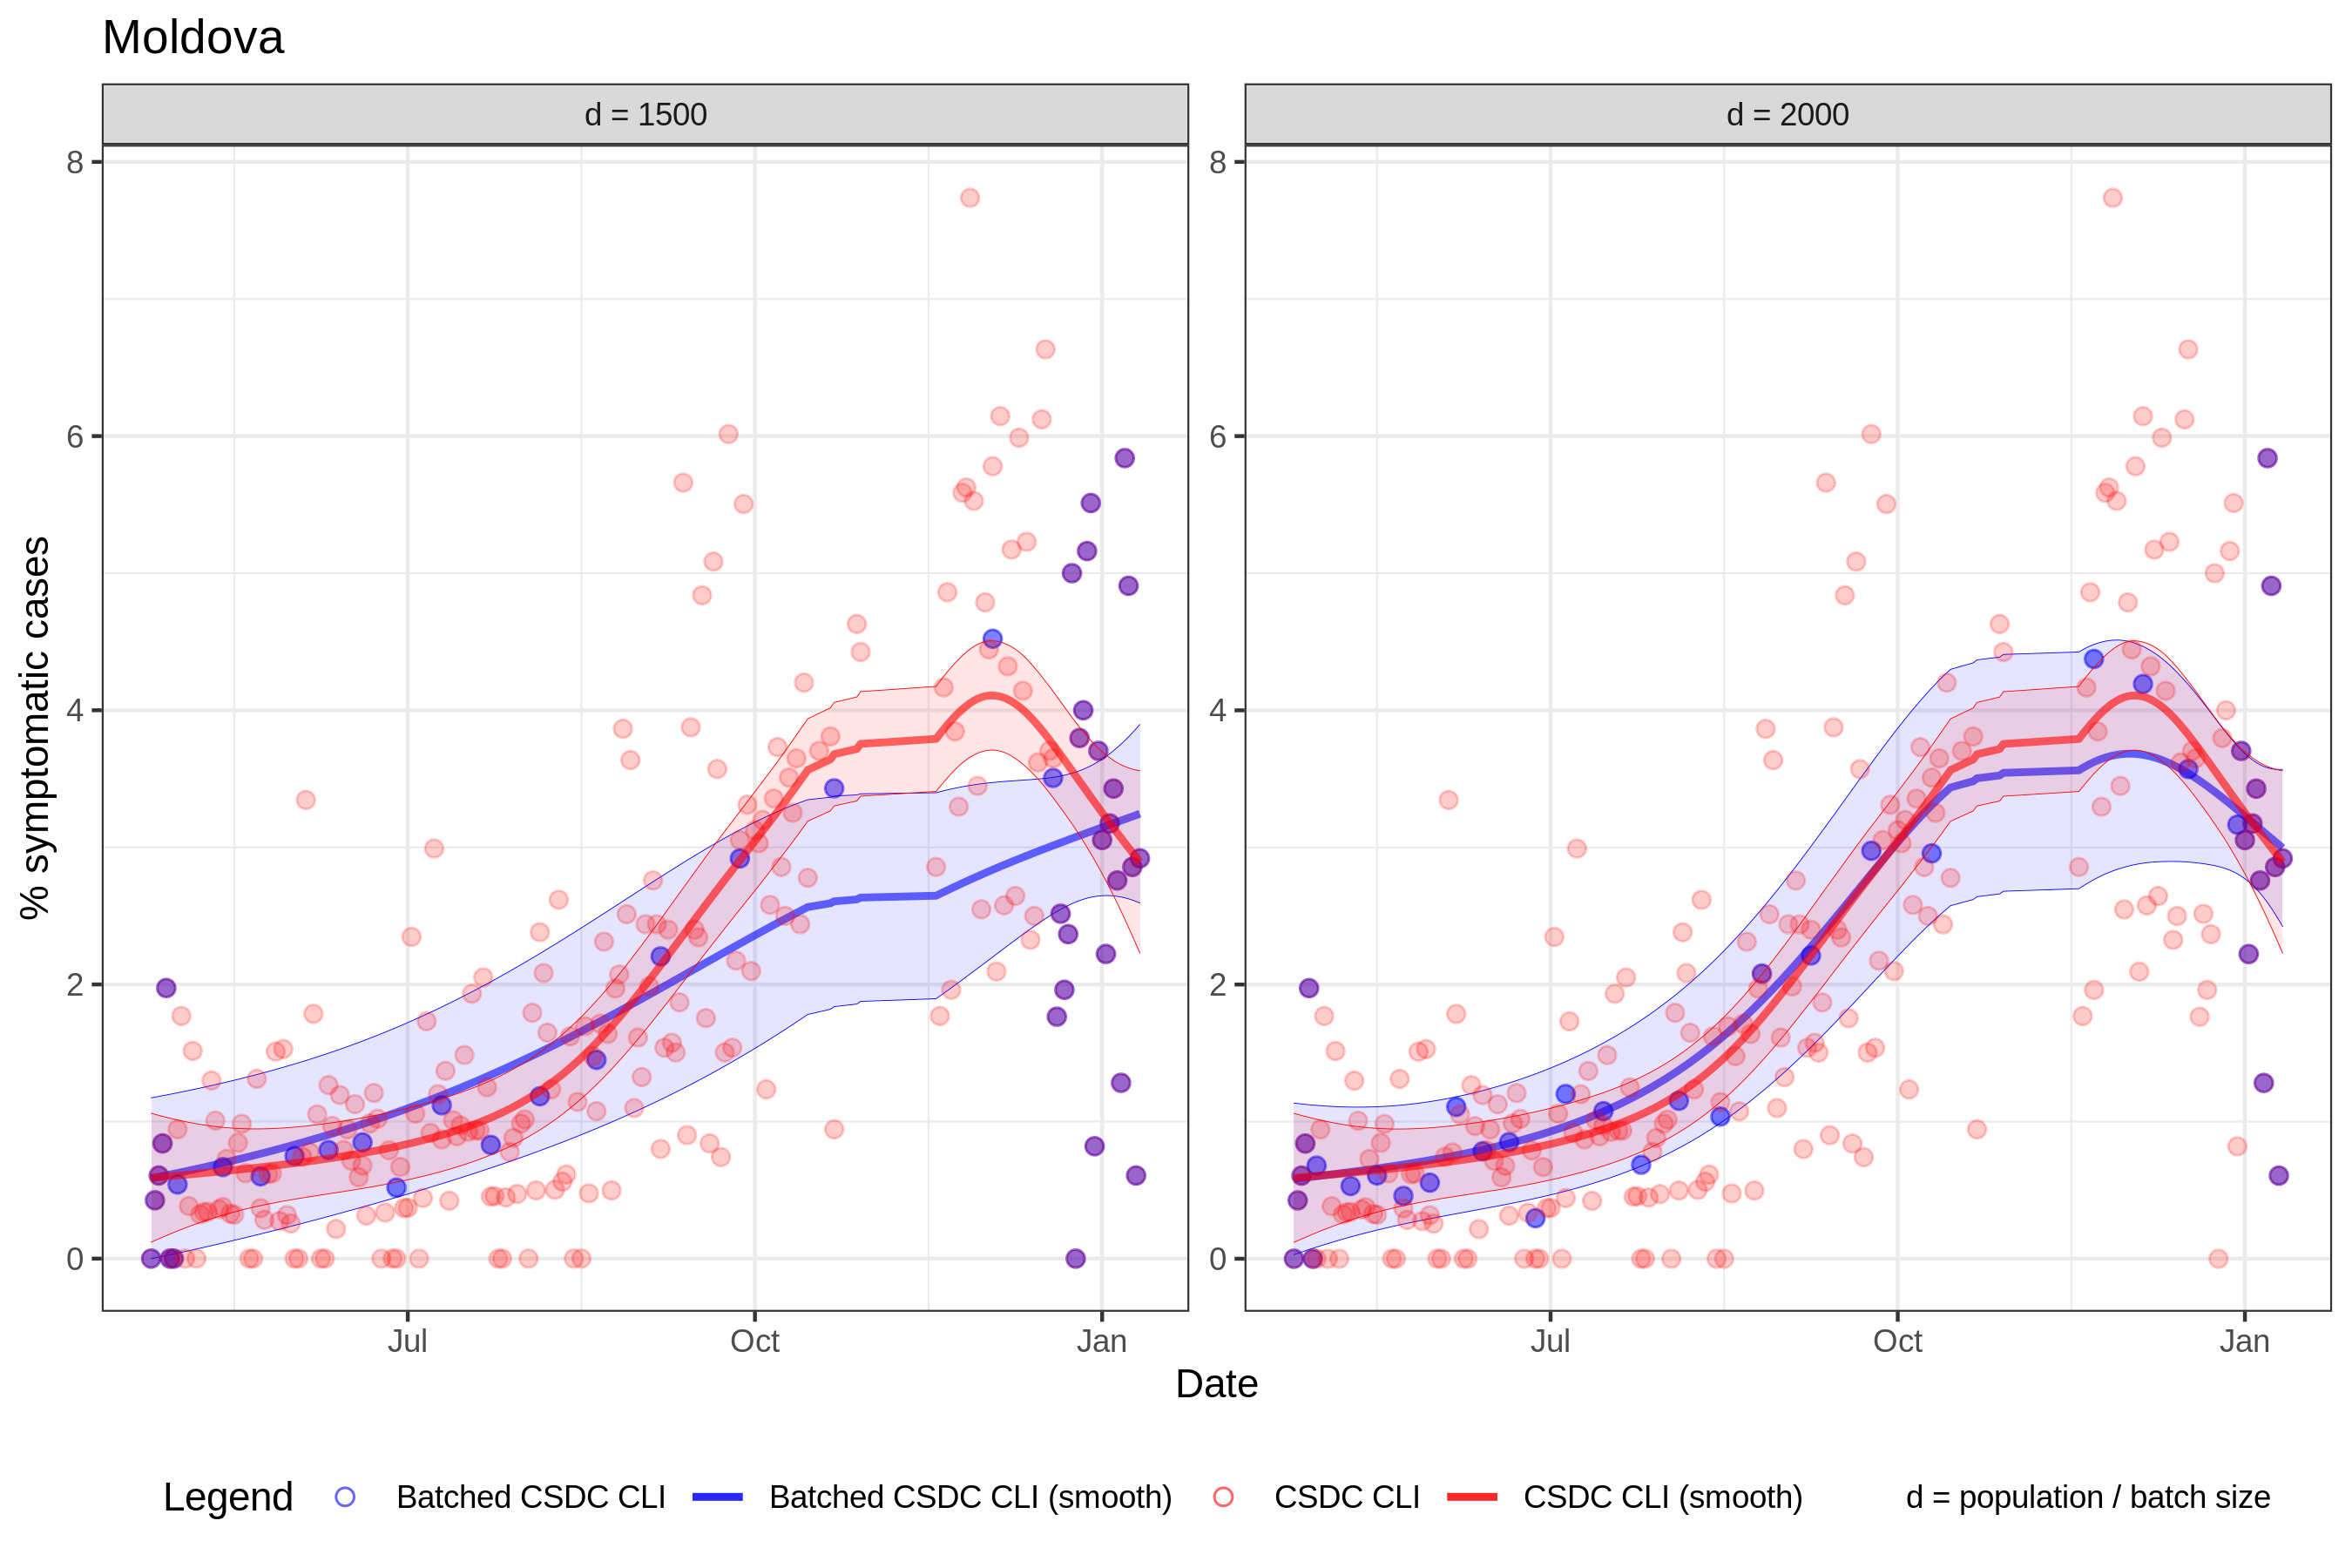 Moldova
d = 1500
d = 2000
8
6
4
2
0
8
6
4
2
0
% symptomatic cases
Jul
Oct
Jan
Jul
Oct
Jan
Date
Legend
Batched CSDC CLI
Batched CSDC CLI (smooth)
CSDC CLI
CSDC CLI (smooth)
d = population / batch size